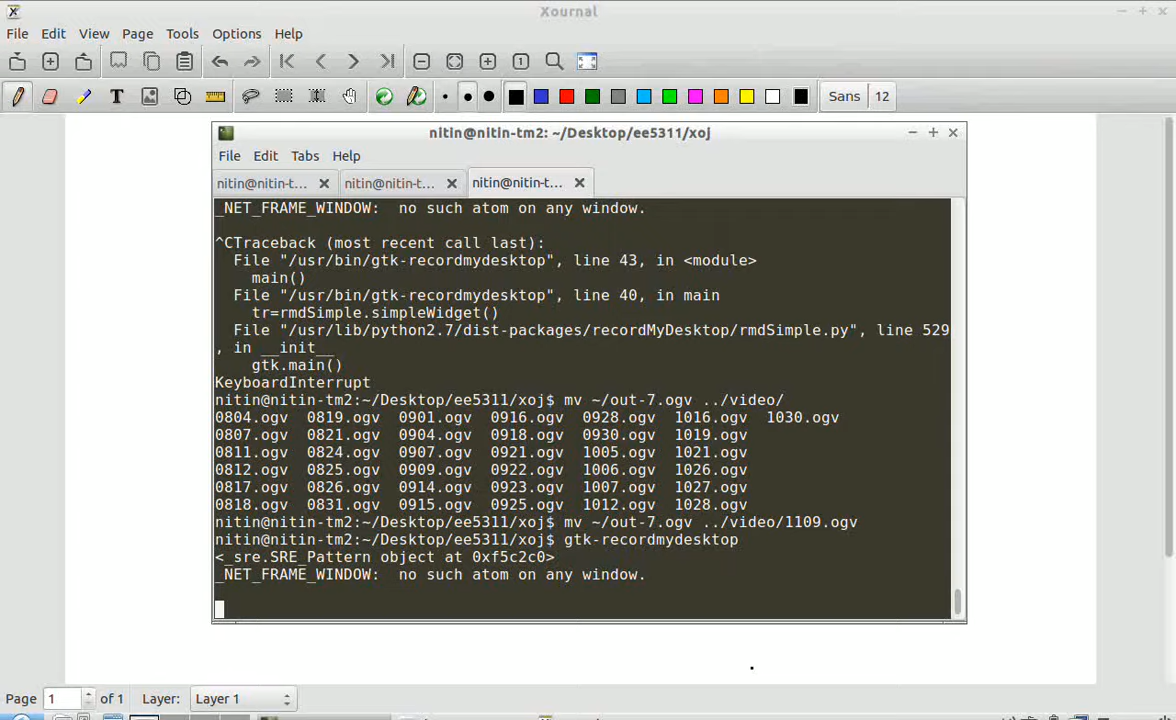 Xournal
File Edit View Page Tools Options Help
T Sans 12
nitin@nitin-tm2: ~/Desktop/ee5311/xoj
File Edit Tabs Help
nitin@nitin-t... nitin@nitin-t... nitin@nitin-t...
_NET_FRAME_WINDOW:  no such atom on any window.
^CTraceback (most recent call last):
  File "/usr/bin/gtk-recordmydesktop", line 43, in <module>
    main()
  File "/usr/bin/gtk-recordmydesktop", line 40, in main
    tr=rmdSimple.simpleWidget()
  File "/usr/lib/python2.7/dist-packages/recordMyDesktop/rmdSimple.py", line 529
, in __init__
    gtk.main()
KeyboardInterrupt
nitin@nitin-tm2:~/Desktop/ee5311/xoj$ mv ~/out-7.ogv ../video/
0804.ogv  0819.ogv  0901.ogv  0916.ogv  0928.ogv  1016.ogv  1030.ogv
0807.ogv  0821.ogv  0904.ogv  0918.ogv  0930.ogv  1019.ogv
0811.ogv  0824.ogv  0907.ogv  0921.ogv  1005.ogv  1021.ogv
0812.ogv  0825.ogv  0909.ogv  0922.ogv  1006.ogv  1026.ogv
0817.ogv  0826.ogv  0914.ogv  0923.ogv  1007.ogv  1027.ogv
0818.ogv  0831.ogv  0915.ogv  0925.ogv  1012.ogv  1028.ogv
nitin@nitin-tm2:~/Desktop/ee5311/xoj$ mv ~/out-7.ogv ../video/1109.ogv
nitin@nitin-tm2:~/Desktop/ee5311/xoj$ gtk-recordmydesktop
<_sre.SRE_Pattern object at 0xf5c2c0>
_NET_FRAME_WINDOW:  no such atom on any window.
Page 1 of 1 Layer: Layer 1